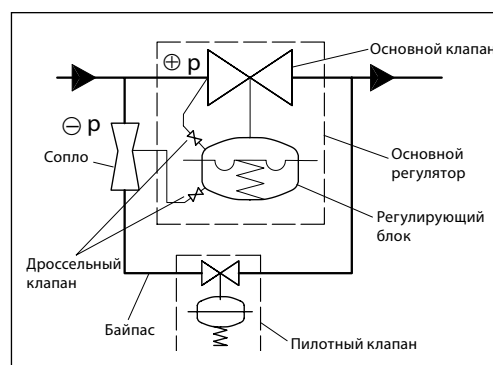 ⊕ p
Основной клапан
⊖ p
Сопло
Основной
регулятор
Регулирующий
блок
Дроссельный
клапан
Байпас
Пилотный клапан